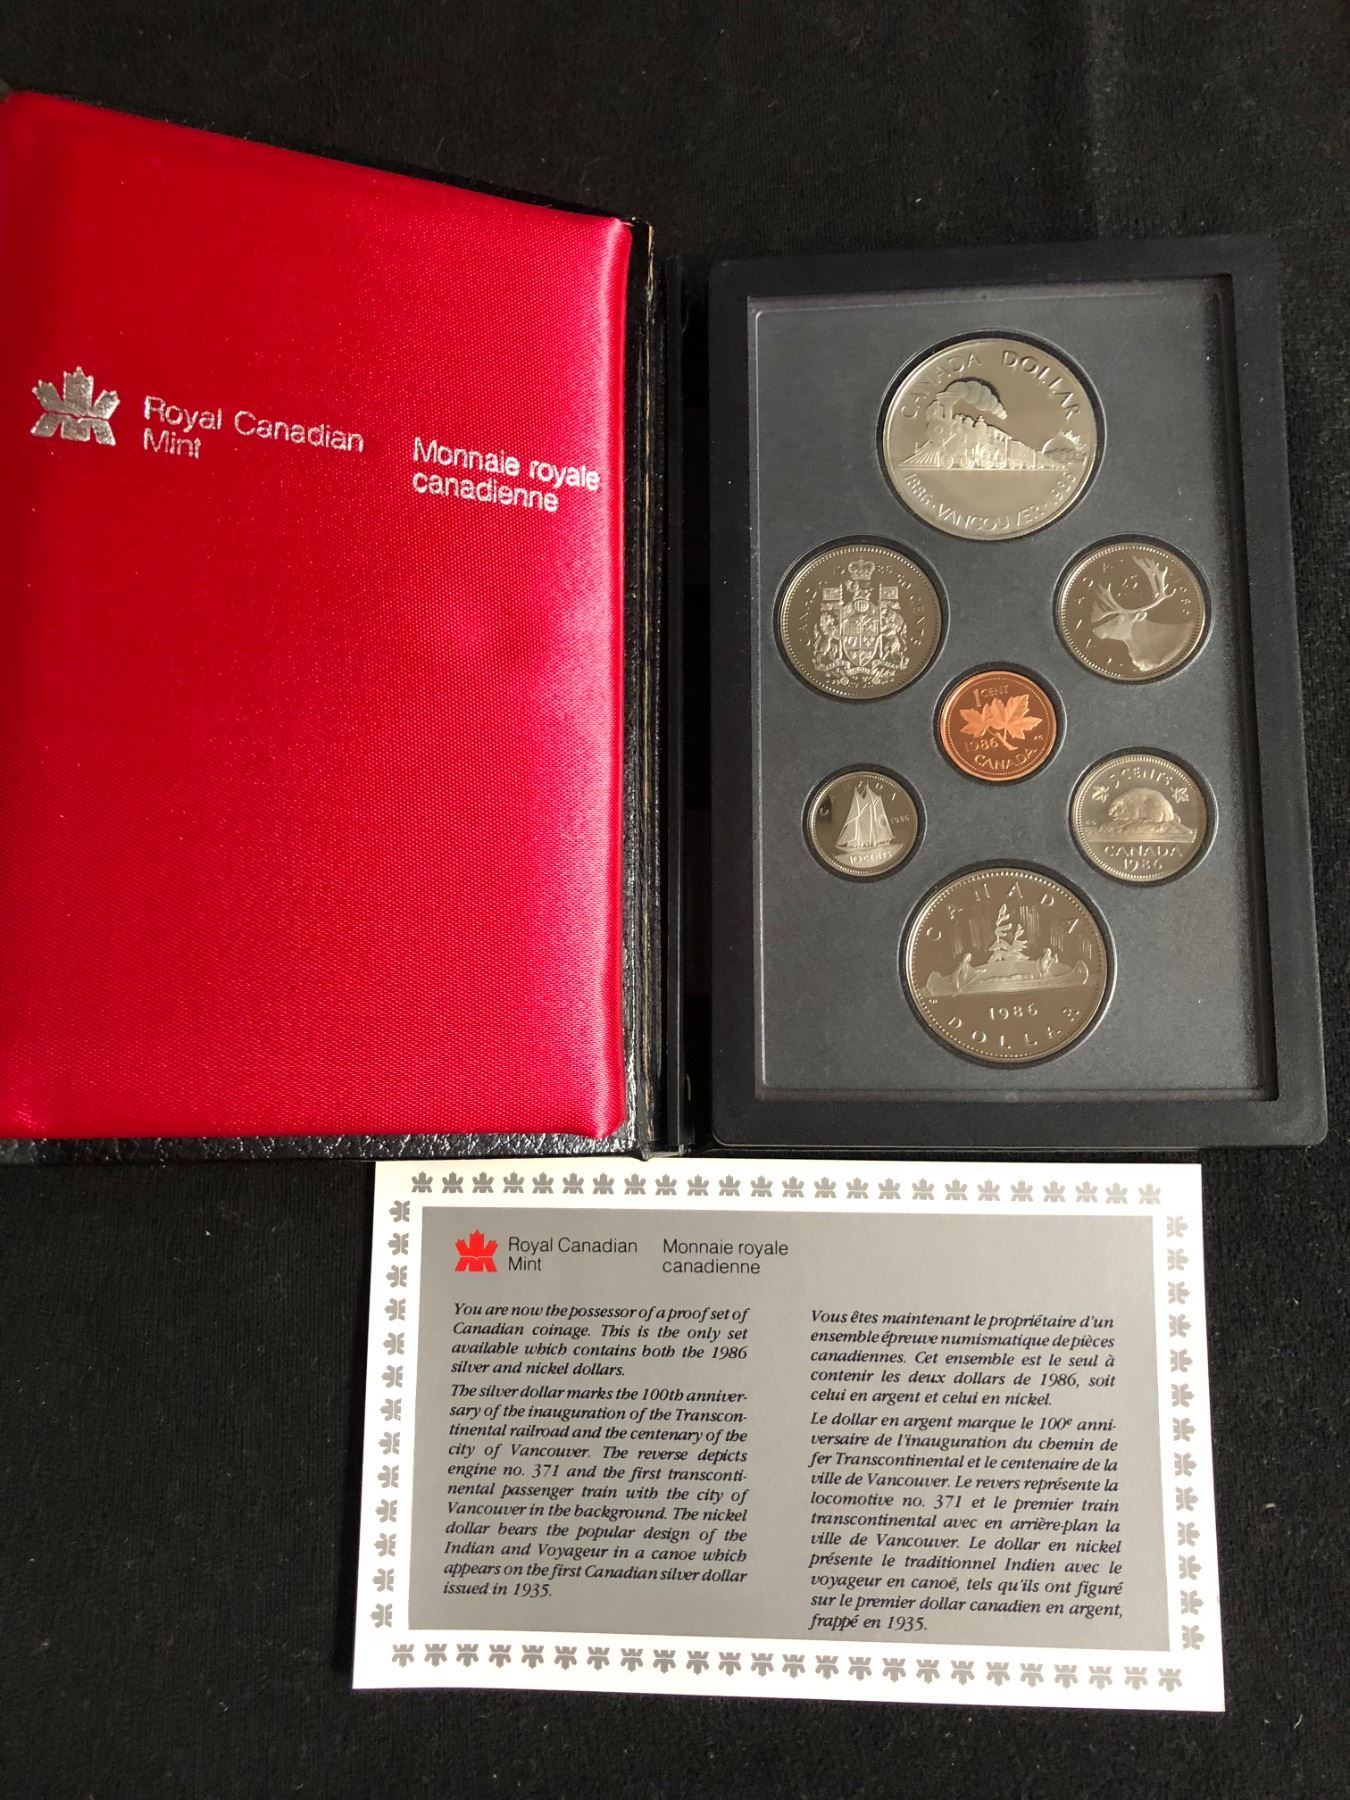 Royal Canadian
Mint
Monnaie royale
canadienne
CANADA DOLLAR
1886·VANCOUVER·1986
CANADA 1986 50 CENTS
CANADA 25 1986
1 CENT
1986
CANADA
CANADA
1986
10 CENTS
5 CENTS
CANADA
1986
CANADA
1986
DOLLAR
Royal Canadian
Mint
Monnaie royale
canadienne
You are now the possessor of a proof set of
Canadian coinage. This is the only set
available which contains both the 1986
silver and nickel dollars.
The silver dollar marks the 100th anniver-
sary of the inauguration of the Transcon-
tinental railroad and the centenary of the
city of Vancouver. The reverse depicts
engine no. 371 and the first transconti-
nental passenger train with the city of
Vancouver in the background. The nickel
dollar bears the popular design of the
Indian and Voyageur in a canoe which
appears on the first Canadian silver dollar
issued in 1935.
Vous êtes maintenant le propriétaire d'un
ensemble épreuve numismatique de pièces
canadiennes. Cet ensemble est le seul à
contenir les deux dollars de 1986, soit
celui en argent et celui en nickel.
Le dollar en argent marque le 100e anni-
versaire de l'inauguration du chemin de
fer Transcontinental et le centenaire de la
ville de Vancouver. Le revers représente la
locomotive no. 371 et le premier train
transcontinental avec en arrière-plan la
ville de Vancouver. Le dollar en nickel
présente le traditionnel Indien avec le
voyageur en canoë, tels qu'ils ont figuré
sur le premier dollar canadien en argent,
frappé en 1935.